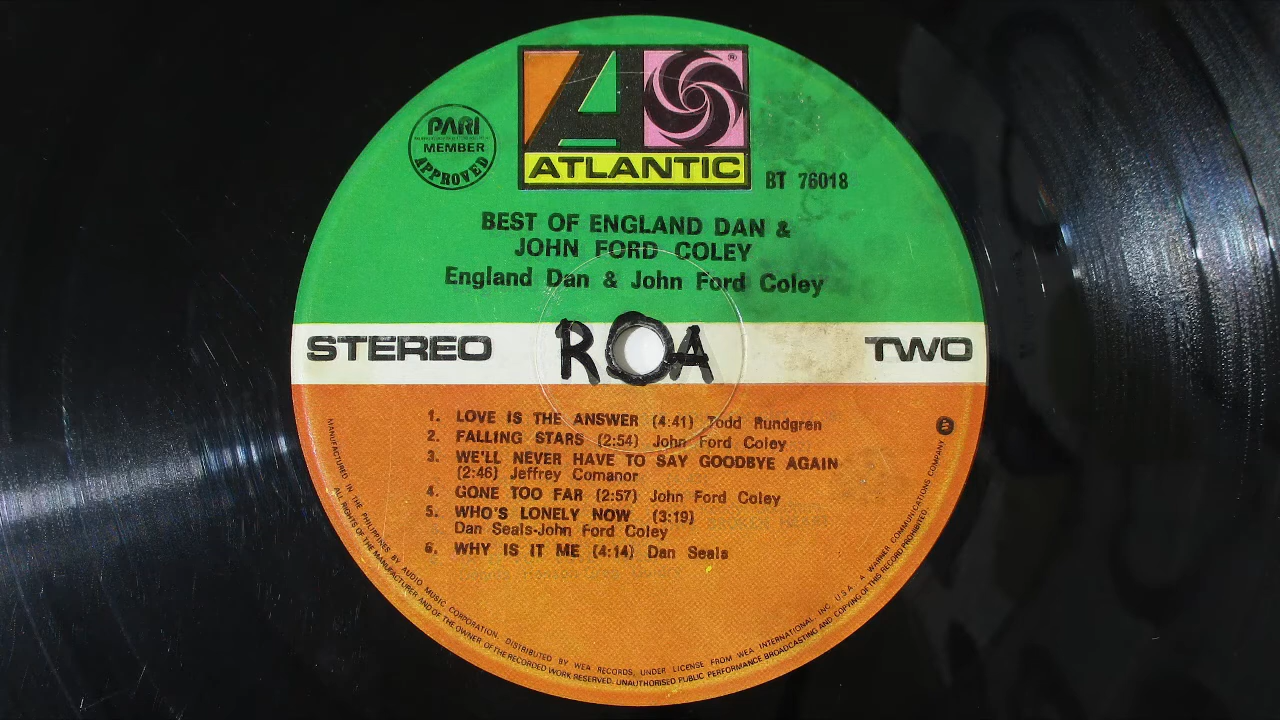 PARI
MEMBER
APPROVED
®
ATLANTIC
BT 76018
BEST OF ENGLAND DAN &
JOHN FORD COLEY
England Dan & John Ford Coley
STEREO
ROA
TWO
1. LOVE IS THE ANSWER (4:41) Todd Rundgren
2. FALLING STARS (2:54) John Ford Coley
3. WE'LL NEVER HAVE TO SAY GOODBYE AGAIN
(2:46) Jeffrey Comanor
4. GONE TOO FAR (2:57) John Ford Coley
5. WHO'S LONELY NOW (3:19)
Dan Seals-John Ford Coley
6. WHY IS IT ME (4:14) Dan Seals
MANUFACTURED IN THE PHILIPPINES BY AUDIO MUSIC CORPORATION. DISTRIBUTED BY WEA RECORDS, UNDER LICENSE FROM WEA INTERNATIONAL, INC. U.S.A. A WARNER COMMUNICATIONS COMPANY
ALL RIGHTS OF THE MANUFACTURER AND OF THE OWNER OF THE RECORDED WORK RESERVED. UNAUTHORISED PUBLIC PERFORMANCE BROADCASTING AND COPYING OF THIS RECORD PROHIBITED.